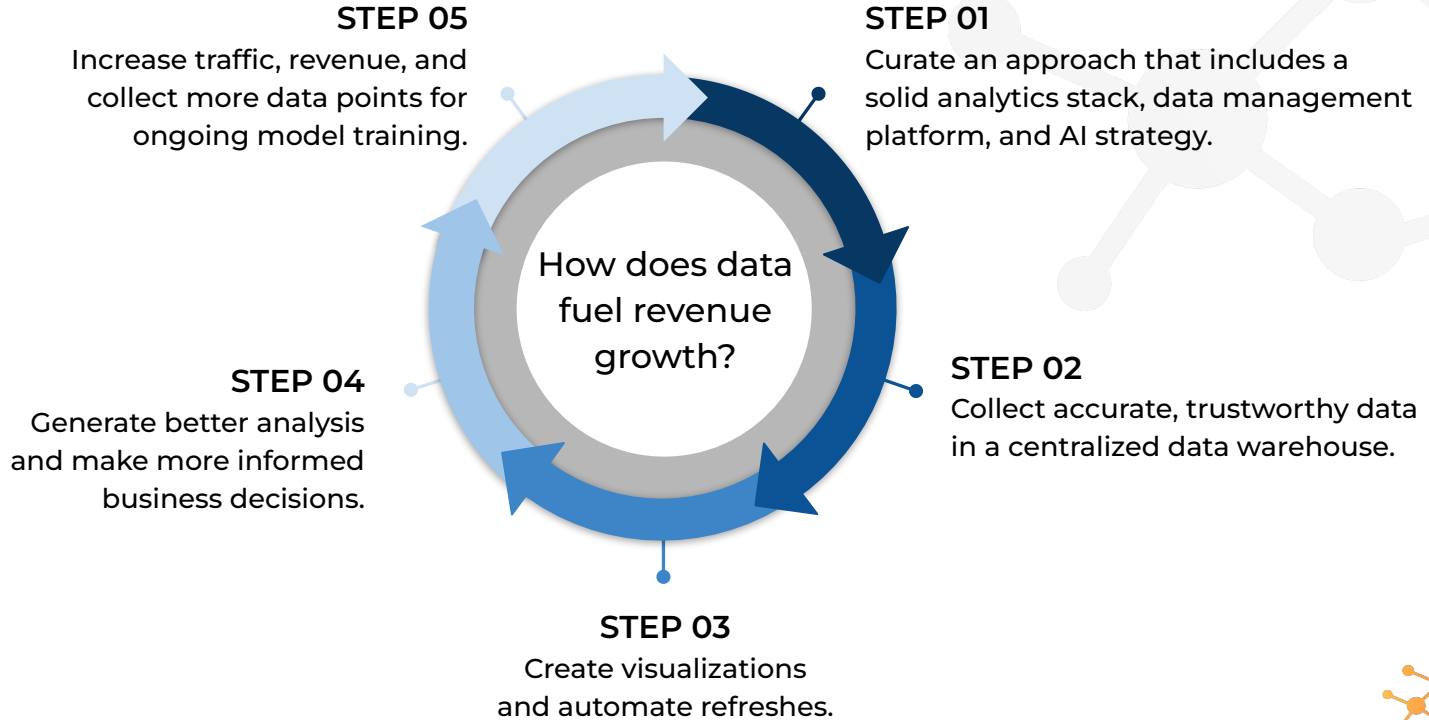 STEP 05
Increase traffic, revenue, and
collect more data points for
ongoing model training.
STEP 01
Curate an approach that includes a
solid analytics stack, data management
platform, and AI strategy.
How does data
fuel revenue
growth?
STEP 02
Collect accurate, trustworthy data
in a centralized data warehouse.
STEP 04
Generate better analysis
and make more informed
business decisions.
STEP 03
Create visualizations
and automate refreshes.